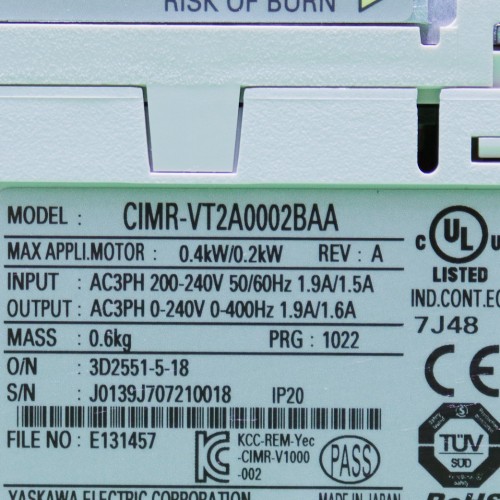 RISK OF BURN
MODEL : CIMR-VT2A0002BAA
MAX APPLI.MOTOR : 0.4kW/0.2kW REV : A
INPUT : AC3PH 200-240V 50/60Hz 1.9A/1.5A
OUTPUT : AC3PH 0-240V 0-400Hz 1.9A/1.6A
MASS : 0.6kg PRG : 1022
O/N : 3D2551-5-18
S/N : J0139J707210018 IP20
FILE NO : E131457
KCC-REM-Yec
-CIMR-V1000
-002
PASS
YASKAWA ELECTRIC CORPORATION MADE IN JAPAN
C UL US
LISTED
IND.CONT.EQ
7J48
CE
TÜV
SÜD
RoHS